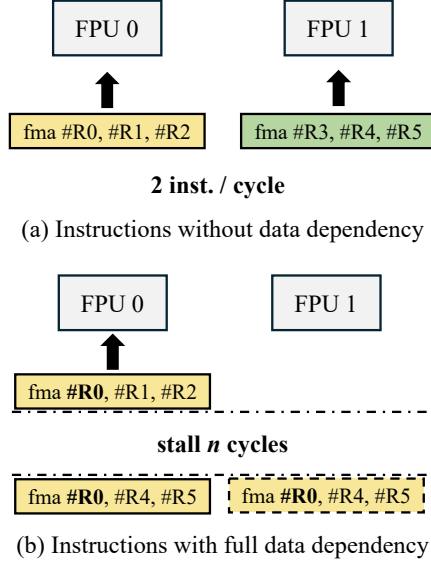 FPU 0 FPU 1
fma #R0, #R1, #R2 fma #R3, #R4, #R5
2 inst. / cycle
(a) Instructions without data dependency
FPU 0 FPU 1
fma #R0, #R1, #R2
stall n cycles
fma #R0, #R4, #R5 fma #R0, #R4, #R5
(b) Instructions with full data dependency